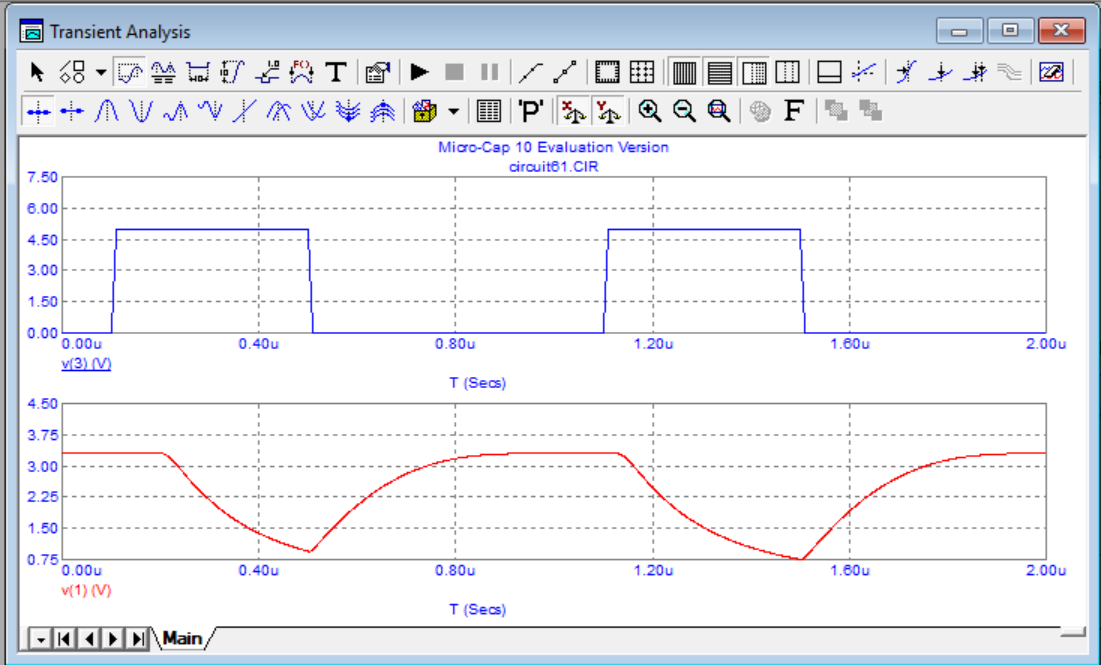 Transient Analysis
T
'P'
F
Micro-Cap 10 Evaluation Version
circuit61.CIR
7.50
6.00
4.50
3.00
1.50
0.00
0.00u 0.40u 0.80u 1.20u 1.60u 2.00u
v(3) (V)
T (Secs)
4.50
3.75
3.00
2.25
1.50
0.75
0.00u 0.40u 0.80u 1.20u 1.60u 2.00u
v(1) (V)
T (Secs)
Main